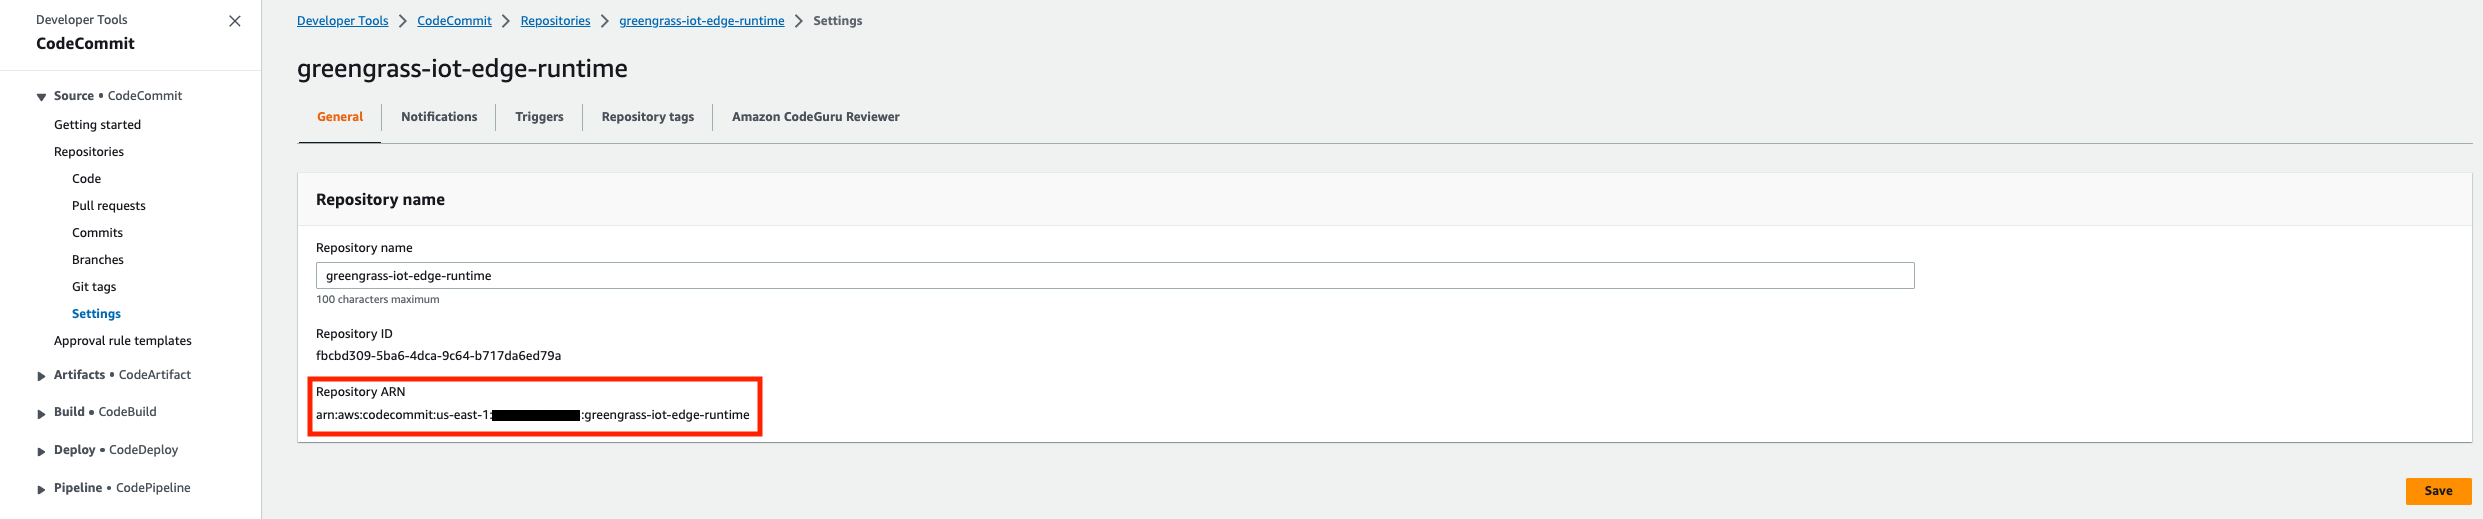 Developer Tools
CodeCommit
Source • CodeCommit
Getting started
Repositories
Code
Pull requests
Commits
Branches
Git tags
Settings
Approval rule templates
Artifacts • CodeArtifact
Build • CodeBuild
Deploy • CodeDeploy
Pipeline • CodePipeline
Developer Tools > CodeCommit > Repositories > greengrass-iot-edge-runtime > Settings
greengrass-iot-edge-runtime
General Notifications Triggers Repository tags Amazon CodeGuru Reviewer
Repository name
Repository name
greengrass-iot-edge-runtime
100 characters maximum
Repository ID
fbcbd309-5ba6-4dca-9c64-b717da6ed79a
Repository ARN
arn:aws:codecommit:us-east-1: :greengrass-iot-edge-runtime
Save